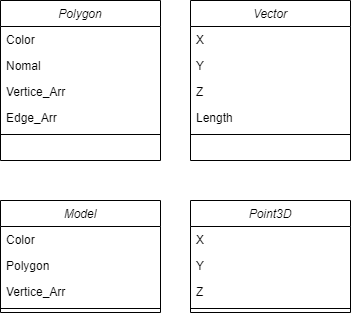 Polygon
Color
Nomal
Vertice_Arr
Edge_Arr
Vector
X
Y
Z
Length
Model
Color
Polygon
Vertice_Arr
Point3D
X
Y
Z